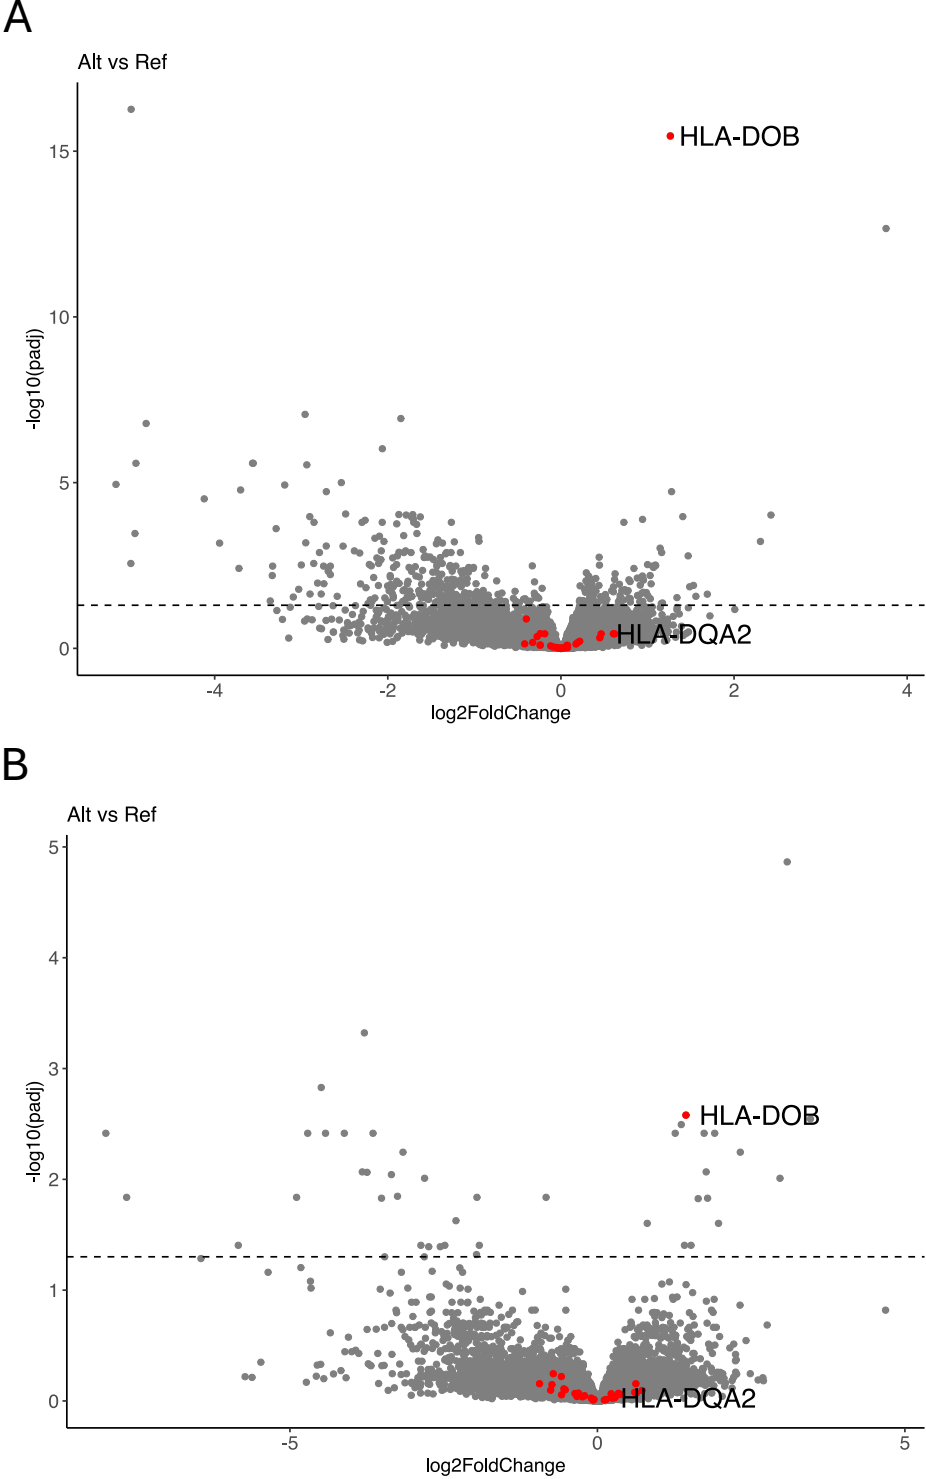 A
Alt vs Ref
15
10
5
0
-log10(padj)
HLA-DOB
HLA-DQA2
-4
-2
0
2
4
log2FoldChange
B
Alt vs Ref
5
4
3
2
1
0
-log10(padj)
HLA-DOB
HLA-DQA2
-5
0
5
log2FoldChange